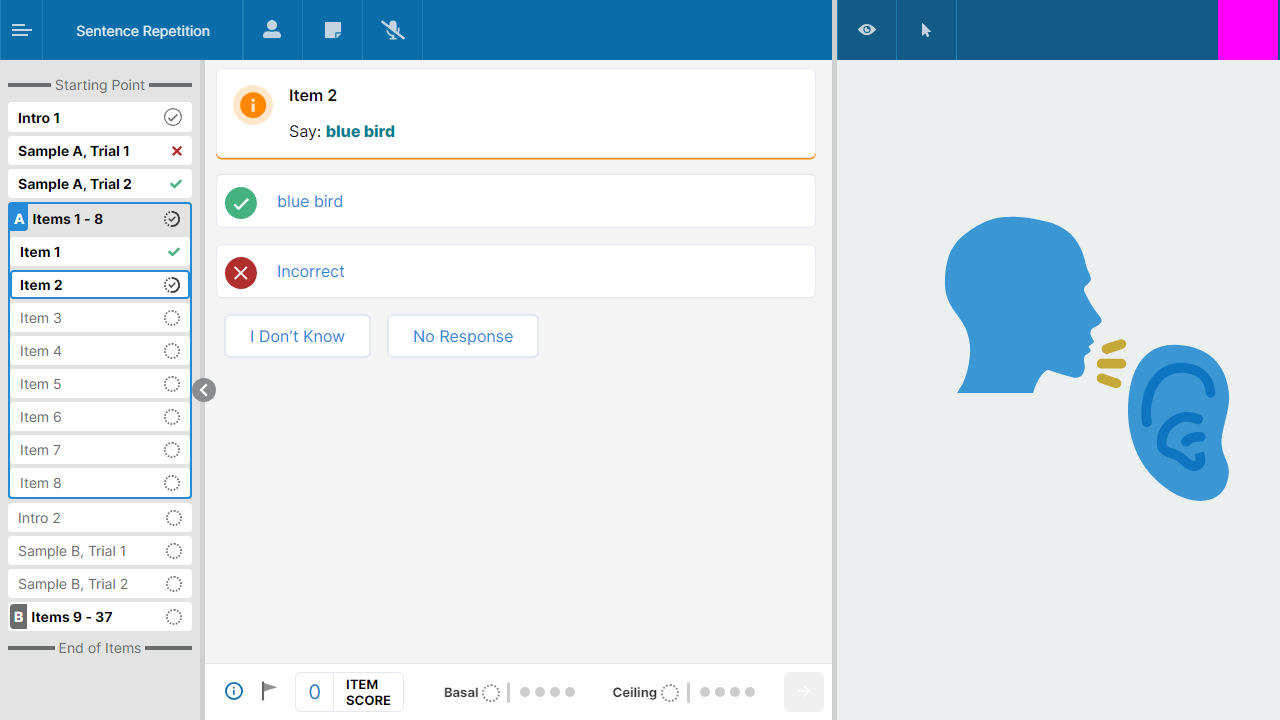 Sentence Repetition
Starting Point
Intro 1
Sample A, Trial 1
Sample A, Trial 2
A Items 1 - 8
Item 1
Item 2
Item 3
Item 4
Item 5
Item 6
Item 7
Item 8
Intro 2
Sample B, Trial 1
Sample B, Trial 2
B Items 9 - 37
End of Items
Item 2
Say: blue bird
blue bird
Incorrect
I Don’t Know
No Response
0
ITEM
SCORE
Basal
Ceiling